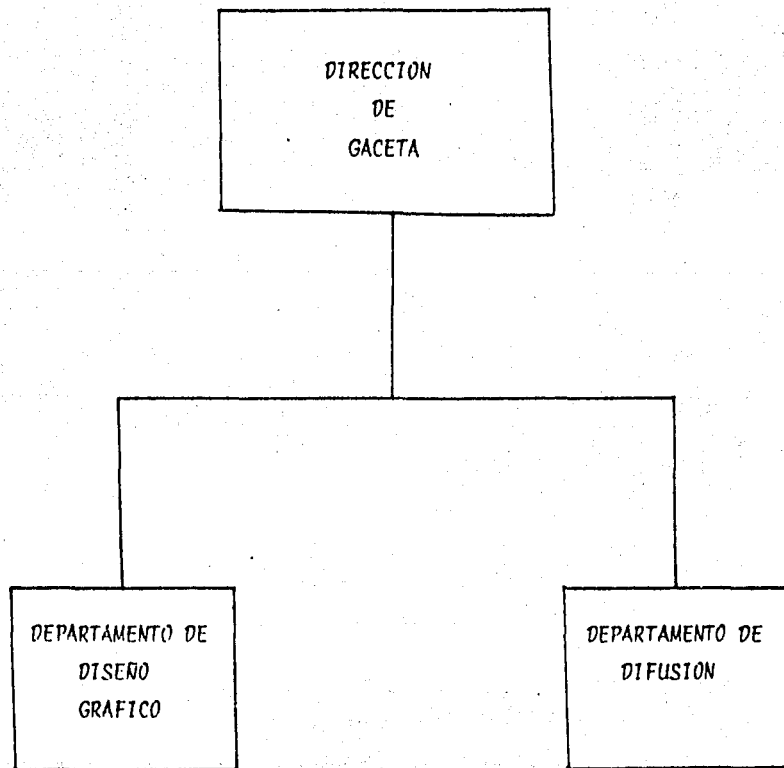 DIRECCION
DE
GACETA
DEPARTAMENTO DE
DISEÑO
GRAFICO
DEPARTAMENTO DE
DIFUSION